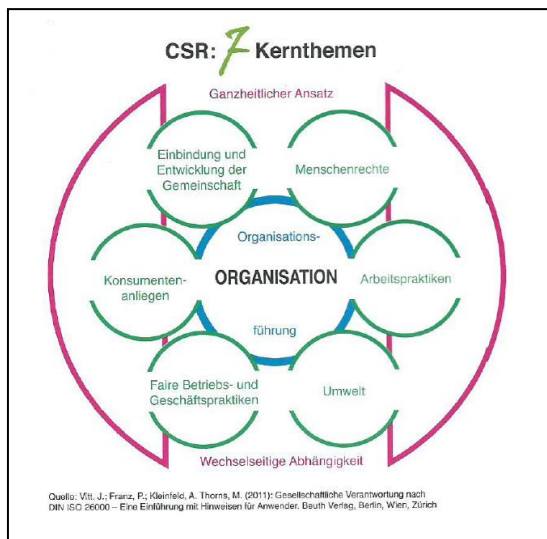 CSR: 7 Kernthemen
Ganzheitlicher Ansatz
Einbindung und
Entwicklung der
Gemeinschaft
Menschenrechte
Organisations-
Konsumenten-
anliegen
ORGANISATION
Arbeitspraktiken
führung
Faire Betriebs- und
Geschäftspraktiken
Umwelt
Wechselseitige Abhängigkeit
Quelle: Vitt, J.; Franz, P.; Kleinfeld, A. Thorns, M. (2011): Gesellschaftliche Verantwortung nach
DIN ISO 26000 – Eine Einführung mit Hinweisen für Anwender. Beuth Verlag, Berlin, Wien, Zürich